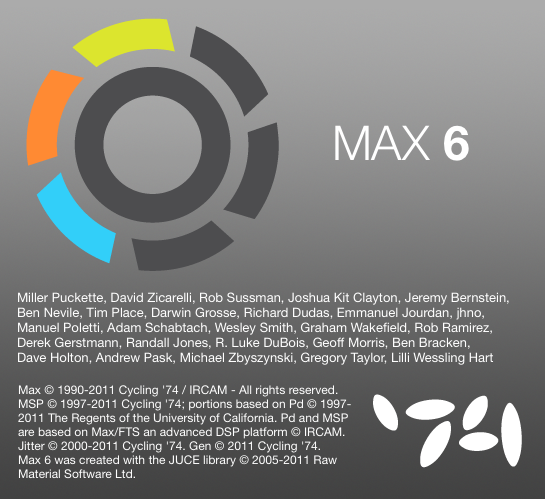 MAX 6
Miller Puckette, David Zicarelli, Rob Sussman, Joshua Kit Clayton, Jeremy Bernstein,
Ben Nevile, Tim Place, Darwin Grosse, Richard Dudas, Emmanuel Jourdan, jhno,
Manuel Poletti, Adam Schabtach, Wesley Smith, Graham Wakefield, Rob Ramirez,
Derek Gerstmann, Randall Jones, R. Luke DuBois, Geoff Morris, Ben Bracken,
Dave Holton, Andrew Pask, Michael Zbyszynski, Gregory Taylor, Lilli Wessling Hart
Max © 1990-2011 Cycling '74 / IRCAM - All rights reserved.
MSP © 1997-2011 Cycling '74; portions based on Pd © 1997-
2011 The Regents of the University of California. Pd and MSP
are based on Max/FTS an advanced DSP platform © IRCAM.
Jitter © 2000-2011 Cycling '74. Gen © 2011 Cycling '74.
Max 6 was created with the JUCE library © 2005-2011 Raw
Material Software Ltd.
'74